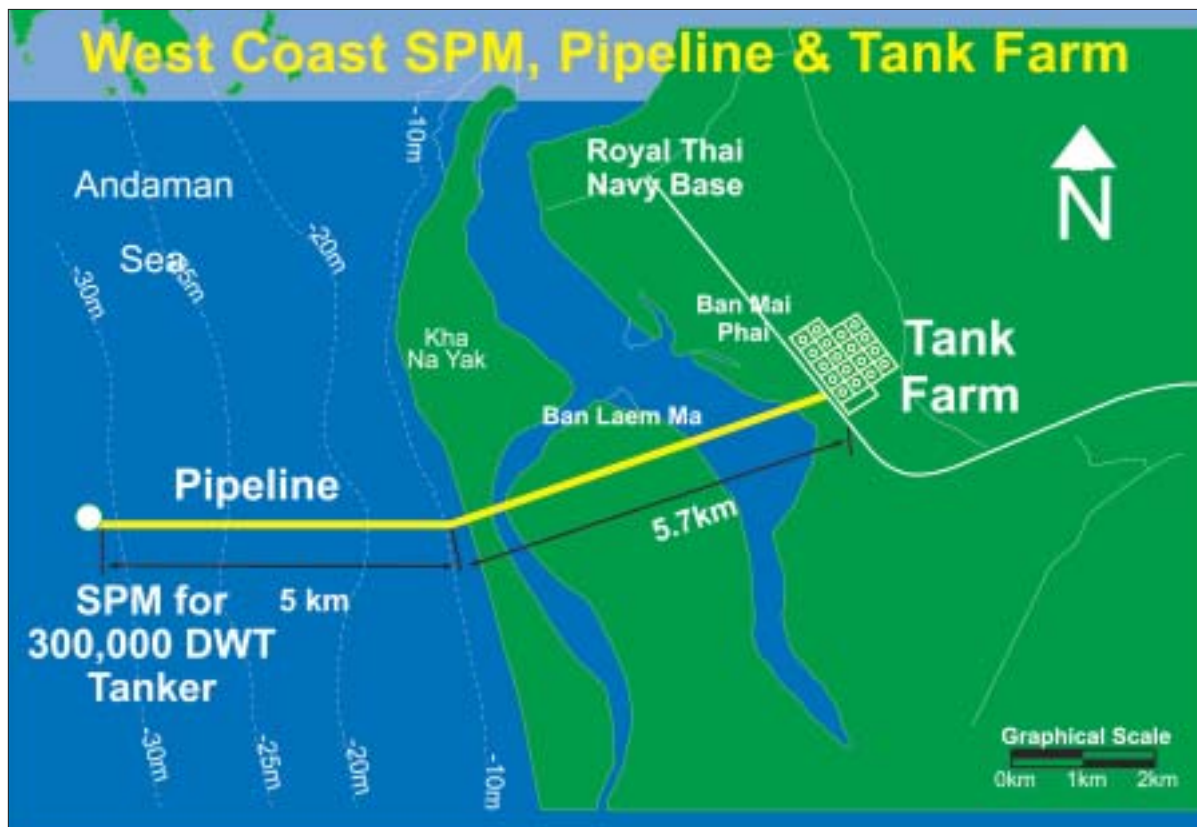 West Coast SPM, Pipeline & Tank Farm
-10m
Royal Thai
Navy Base
N
Andaman
Sea
-30m
-25m
-20m
Ban Mai
Phai
Kha
Na Yak
Tank
Farm
Ban Laem Ma
Pipeline
5.7km
5 km
SPM for
300,000 DWT
Tanker
-30m
-25m
-20m
-10m
Graphical Scale
0km 1km 2km